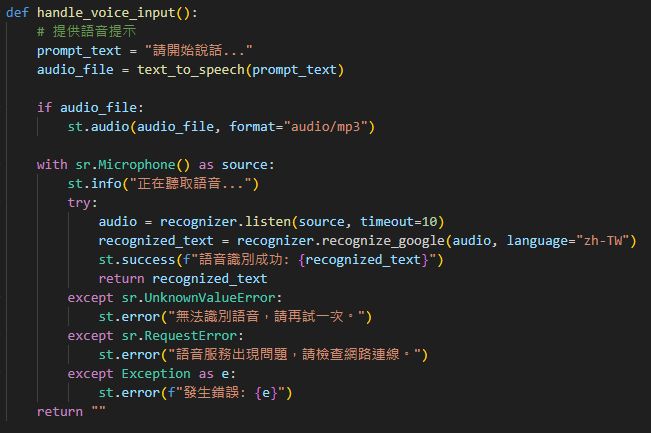 def handle_voice_input():
    # 提供語音提示
    prompt_text = "請開始說話..."
    audio_file = text_to_speech(prompt_text)

    if audio_file:
        st.audio(audio_file, format="audio/mp3")

    with sr.Microphone() as source:
        st.info("正在聽取語音...")
        try:
            audio = recognizer.listen(source, timeout=10)
            recognized_text = recognizer.recognize_google(audio, language="zh-TW")
            st.success(f"語音識別成功: {recognized_text}")
            return recognized_text
        except sr.UnknownValueError:
            st.error("無法識別語音，請再試一次。")
        except sr.RequestError:
            st.error("語音服務出現問題，請檢查網路連線。")
        except Exception as e:
            st.error(f"發生錯誤: {e}")
    return ""